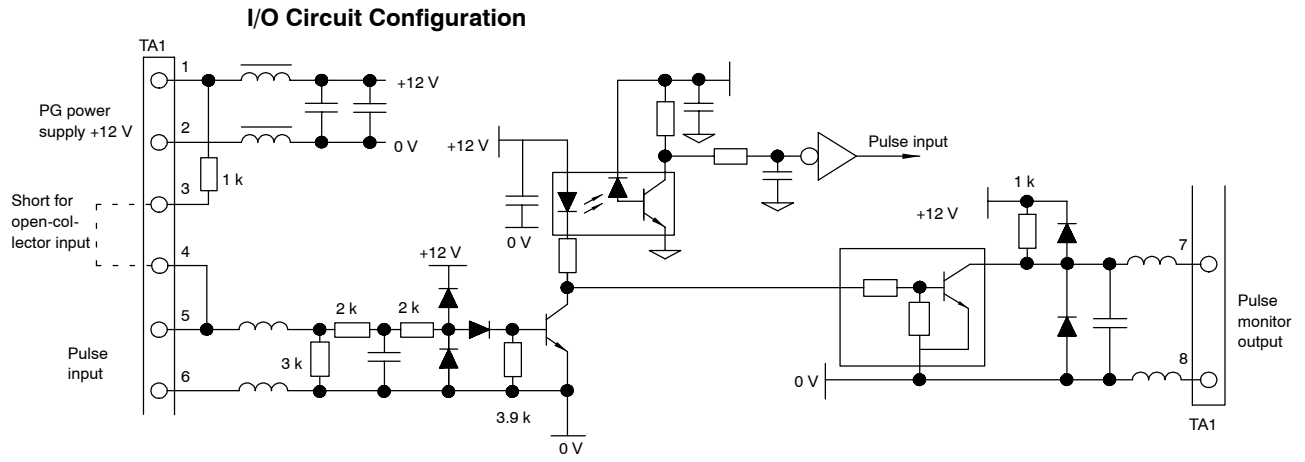 I/O Circuit Configuration
TA1
1
PG power
supply +12 V
+12 V
2
0 V
1 k
3
Short for
open-col-
lector input
4
5
Pulse
input
6
3 k
2 k
2 k
+12 V
3.9 k
0 V
+12 V
0 V
Pulse input
1 k
+12 V
7
Pulse
monitor
output
0 V
8
TA1